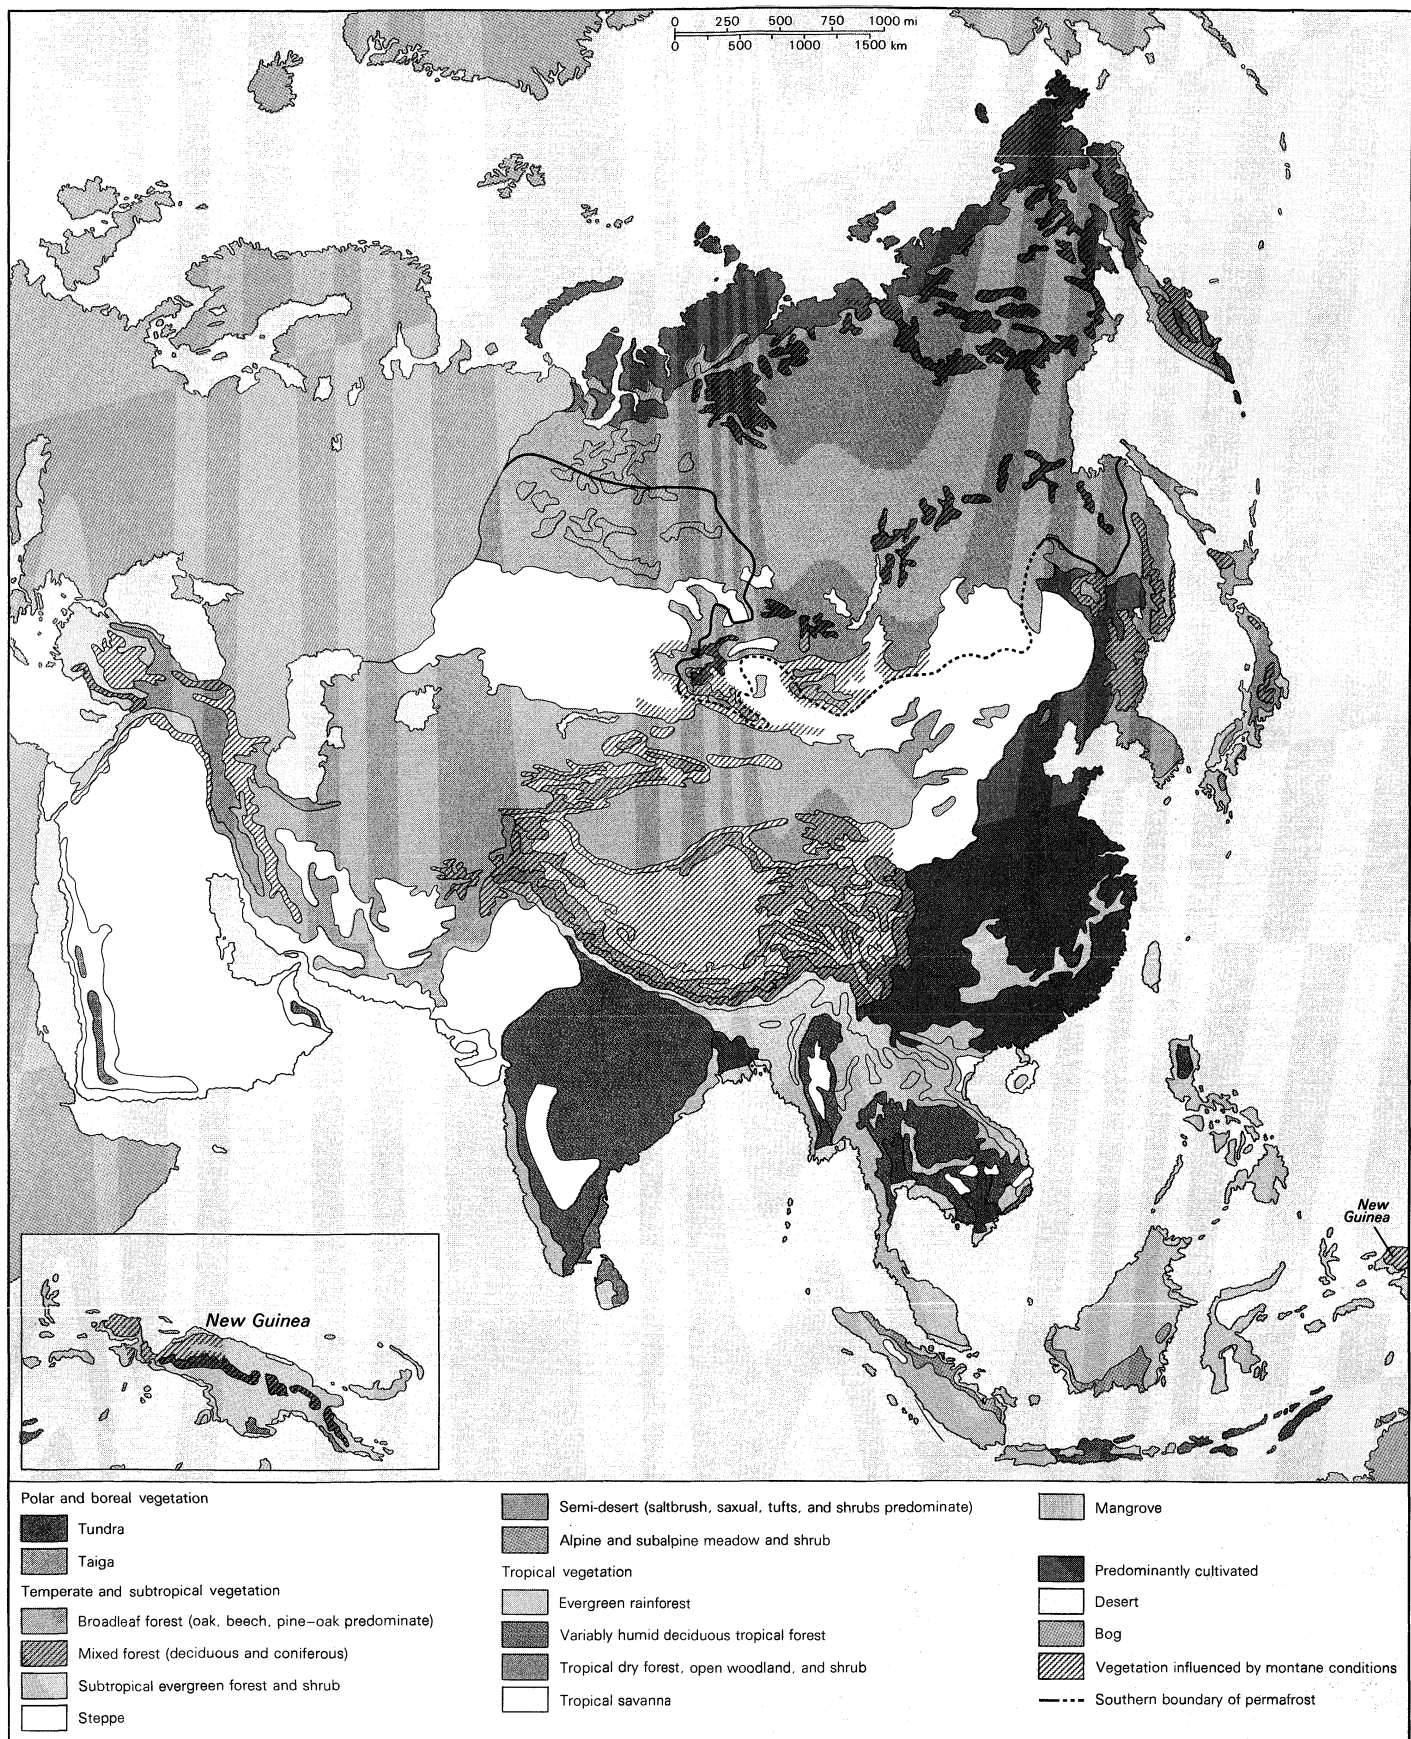 0 250 500 750 1000 mi
0 500 1000 1500 km
New
Guinea
New Guinea
Polar and boreal vegetation
Tundra
Taiga
Temperate and subtropical vegetation
Broadleaf forest (oak, beech, pine–oak predominate)
Mixed forest (deciduous and coniferous)
Subtropical evergreen forest and shrub
Steppe
Semi-desert (saltbrush, saxual, tufts, and shrubs predominate)
Alpine and subalpine meadow and shrub
Tropical vegetation
Evergreen rainforest
Variably humid deciduous tropical forest
Tropical dry forest, open woodland, and shrub
Tropical savanna
Mangrove
Predominantly cultivated
Desert
Bog
Vegetation influenced by montane conditions
Southern boundary of permafrost